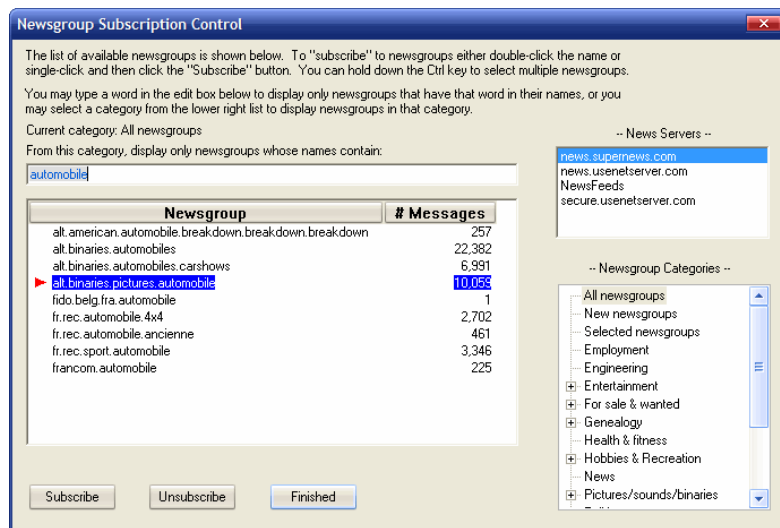 Newsgroup Subscription Control
The list of available newsgroups is shown below. To "subscribe" to newsgroups either double-click the name or
single-click and then click the "Subscribe" button. You can hold down the Ctrl key to select multiple newsgroups.
You may type a word in the edit box below to display only newsgroups that have that word in their names, or you
may select a category from the lower right list to display newsgroups in that category.
Current category: All newsgroups
From this category, display only newsgroups whose names contain:
automobile
Newsgroup # Messages
alt.american.automobile.breakdown.breakdown.breakdown 257
alt.binaries.automobiles 22,382
alt.binaries.automobiles.carshows 6,991
alt.binaries.pictures.automobile 10,059
fido.belg.fra.automobile 1
fr.rec.automobile.4x4 2,702
fr.rec.automobile.ancienne 461
fr.rec.sport.automobile 3,346
francom.automobile 225
Subscribe Unsubscribe Finished
-- News Servers --
news.supernews.com
news.usenetserver.com
NewsFeeds
secure.usenetserver.com
-- Newsgroup Categories --
All newsgroups
New newsgroups
Selected newsgroups
Employment
Engineering
Entertainment
For sale & wanted
Genealogy
Health & fitness
Hobbies & Recreation
News
Pictures/sounds/binaries